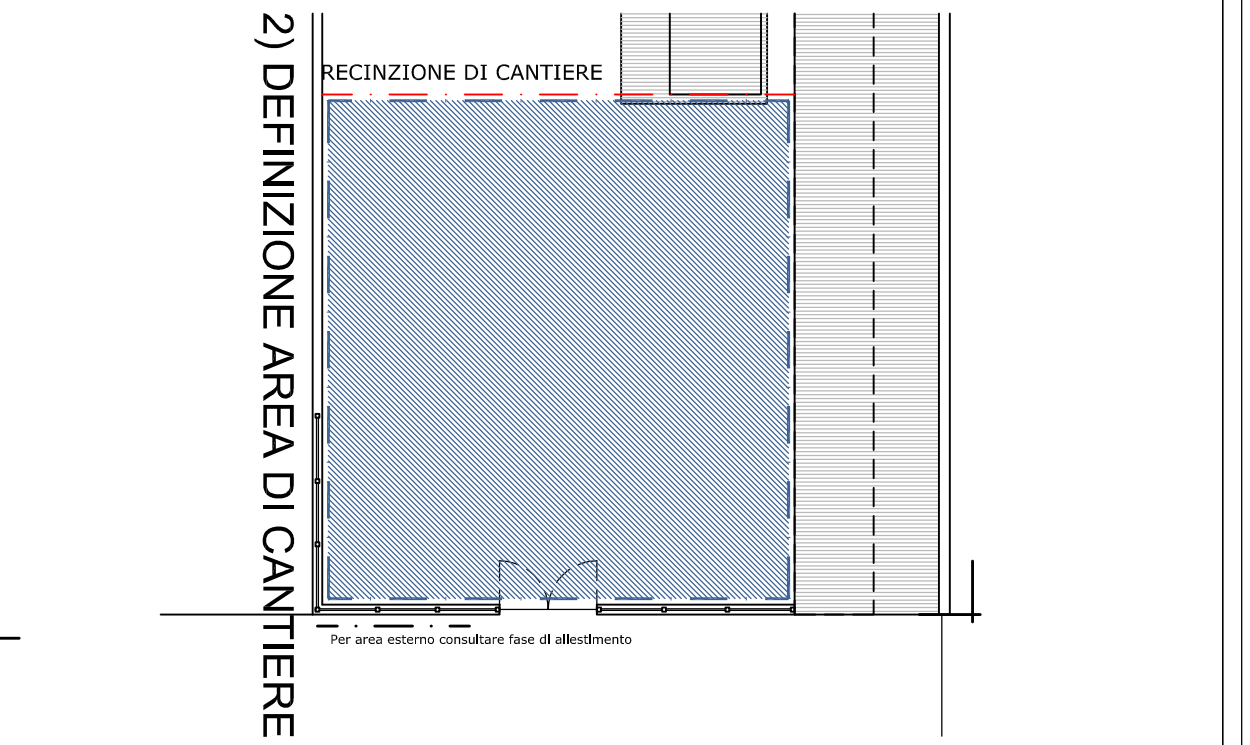 2) DEFINIZIONE AREA DI CANTIERE
RECINZIONE DI CANTIERE
Per area esterno consultare fase di allestimento